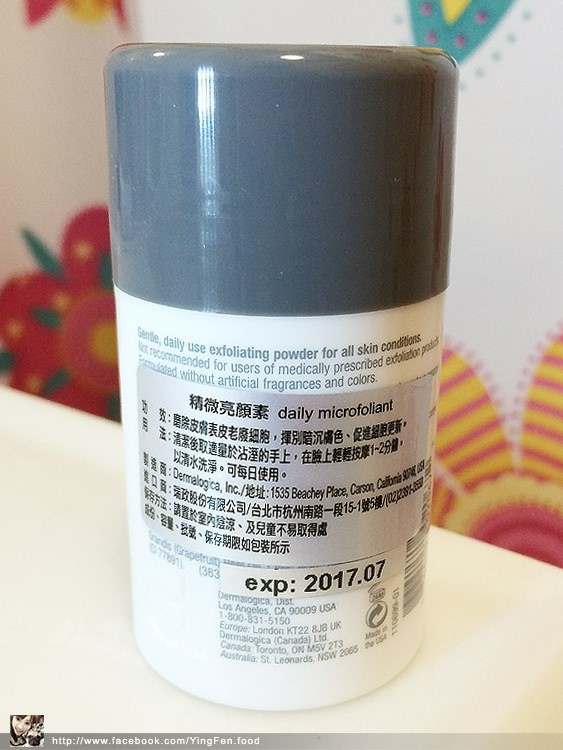 Gentle, daily use exfoliating powder for all skin conditions.
Not recommended for users of medically prescribed exfoliation products.
Formulated without artificial fragrances and colors.
精微亮顏素 daily microfoliant
功 效：磨除皮膚表皮老廢細胞，揮別暗沉膚色、促進細胞更新。
用 法：清潔後取適量於沾溼的手上，在臉上輕輕按摩1~2分鐘，
以清水洗淨。可每日使用。
製造商：Dermalogica, Inc./地址：1535 Beachey Place, Carson, California 90746, USA
進口商：瑞政股份有限公司/台北市杭州南路一段15-1號5樓/(02)2391-
保存方法：請置於室內陰涼、及兒童不易取得處
成份、容量、批號、保存期限如包裝所示
Grandis (Grapefruit)
(CI 77891).
exp: 2017.07
Dermalogica, Dist.
Los Angeles, CA 90009 USA
1-800-831-5150
Europe: London KT22 8JB UK
Dermalogica (Canada) Ltd.
Canada: Toronto, ON M5V 2T3
Australia: St. Leonards, NSW 2065
Made in
the USA
http://www.facebook.com/YingFen.food